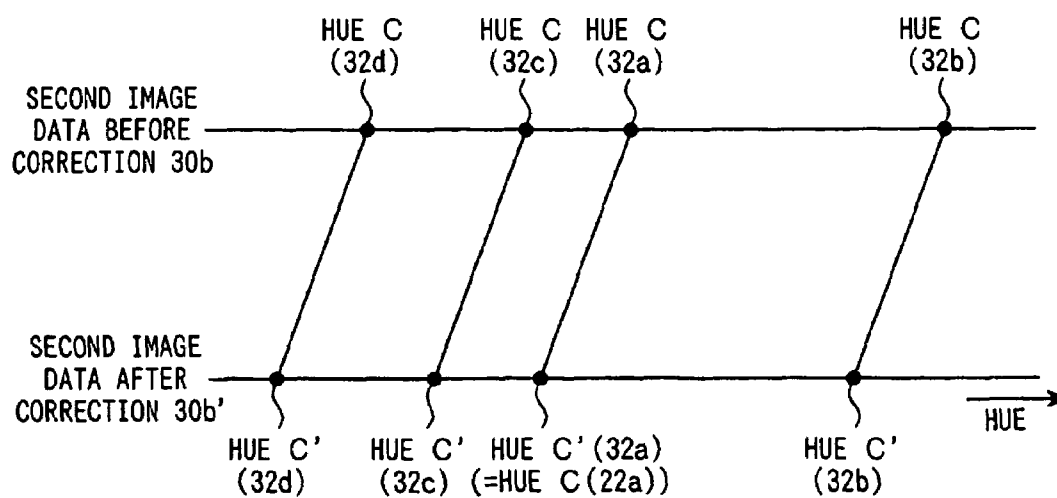 HUE C
(32d)
HUE C
(32c)
HUE C
(32a)
HUE C
(32b)
SECOND IMAGE
DATA BEFORE
CORRECTION 30b
SECOND IMAGE
DATA AFTER
CORRECTION 30b'
HUE
HUE C'
(32d)
HUE C'
(32c)
HUE C' (32a)
(=HUE C(22a))
HUE C'
(32b)